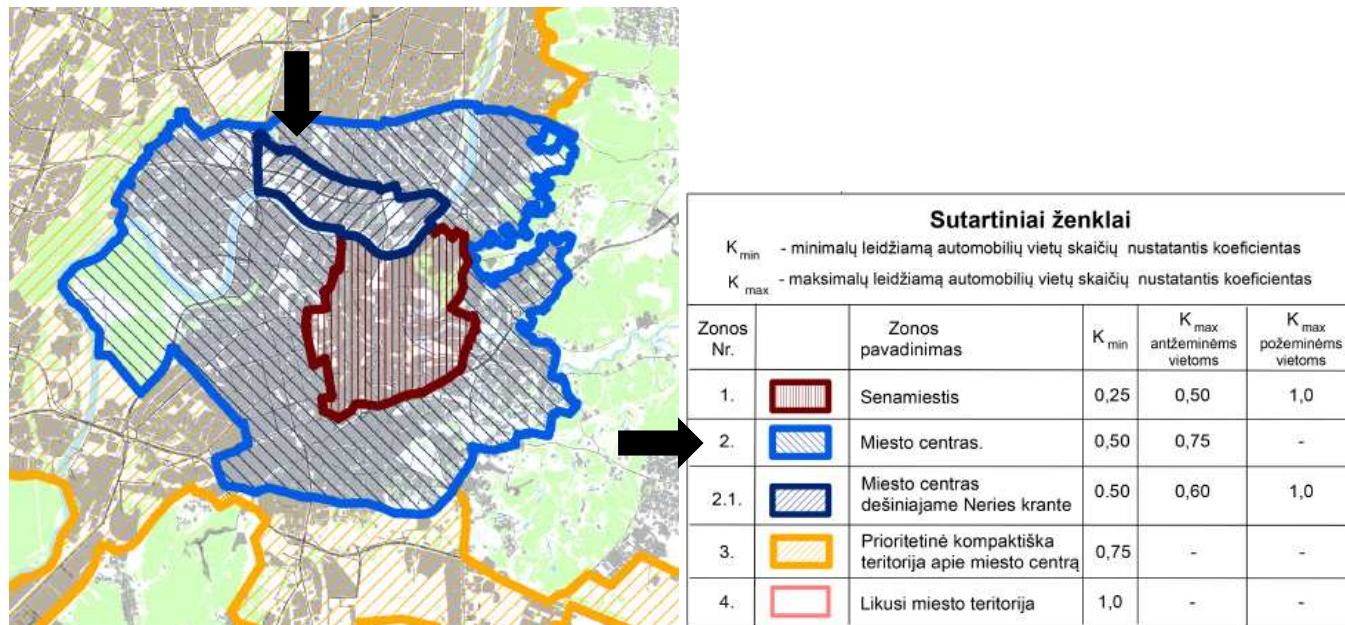 Sutartiniai ženklai
K min - minimalų leidžiamą automobilių vietų skaičių nustatantis koeficientas
K max - maksimalų leidžiamą automobilių vietų skaičių nustatantis koeficientas
Zonos Nr. Zonos pavadinimas K min K max antžeminėms vietoms K max požeminėms vietoms
1. Senamiestis 0,25 0,50 1,0
2. Miesto centras. 0,50 0,75 -
2.1. Miesto centras dešiniajame Neries krante 0.50 0,60 1,0
3. Prioritetinė kompaktiška teritorija apie miesto centrą 0,75 - -
4. Likusi miesto teritorija 1,0 - -